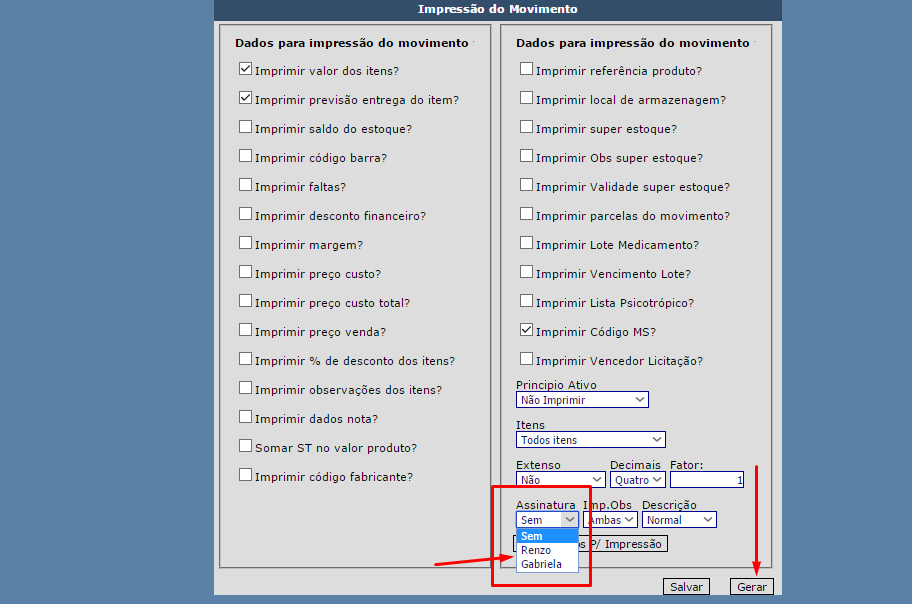 Impressão do Movimento
Dados para impressão do movimento
Imprimir valor dos itens?
Imprimir previsão entrega do item?
Imprimir saldo do estoque?
Imprimir código barra?
Imprimir faltas?
Imprimir desconto financeiro?
Imprimir margem?
Imprimir preço custo?
Imprimir preço custo total?
Imprimir preço venda?
Imprimir % de desconto dos itens?
Imprimir observações dos itens?
Imprimir dados nota?
Somar ST no valor produto?
Imprimir código fabricante?
Dados para impressão do movimento
Imprimir referência produto?
Imprimir local de armazenagem?
Imprimir super estoque?
Imprimir Obs super estoque?
Imprimir Validade super estoque?
Imprimir parcelas do movimento?
Imprimir Lote Medicamento?
Imprimir Vencimento Lote?
Imprimir Lista Psicotrópico?
Imprimir Código MS?
Imprimir Vencedor Licitação?
Principio Ativo
Não Imprimir
Itens
Todos itens
Extenso Decimais Fator:
Não Quatro 1
Assinatura Imp.Obs Descrição
Sem Ambas Normal
Sem
Renzo
Gabriela
P/ Impressão
Salvar Gerar